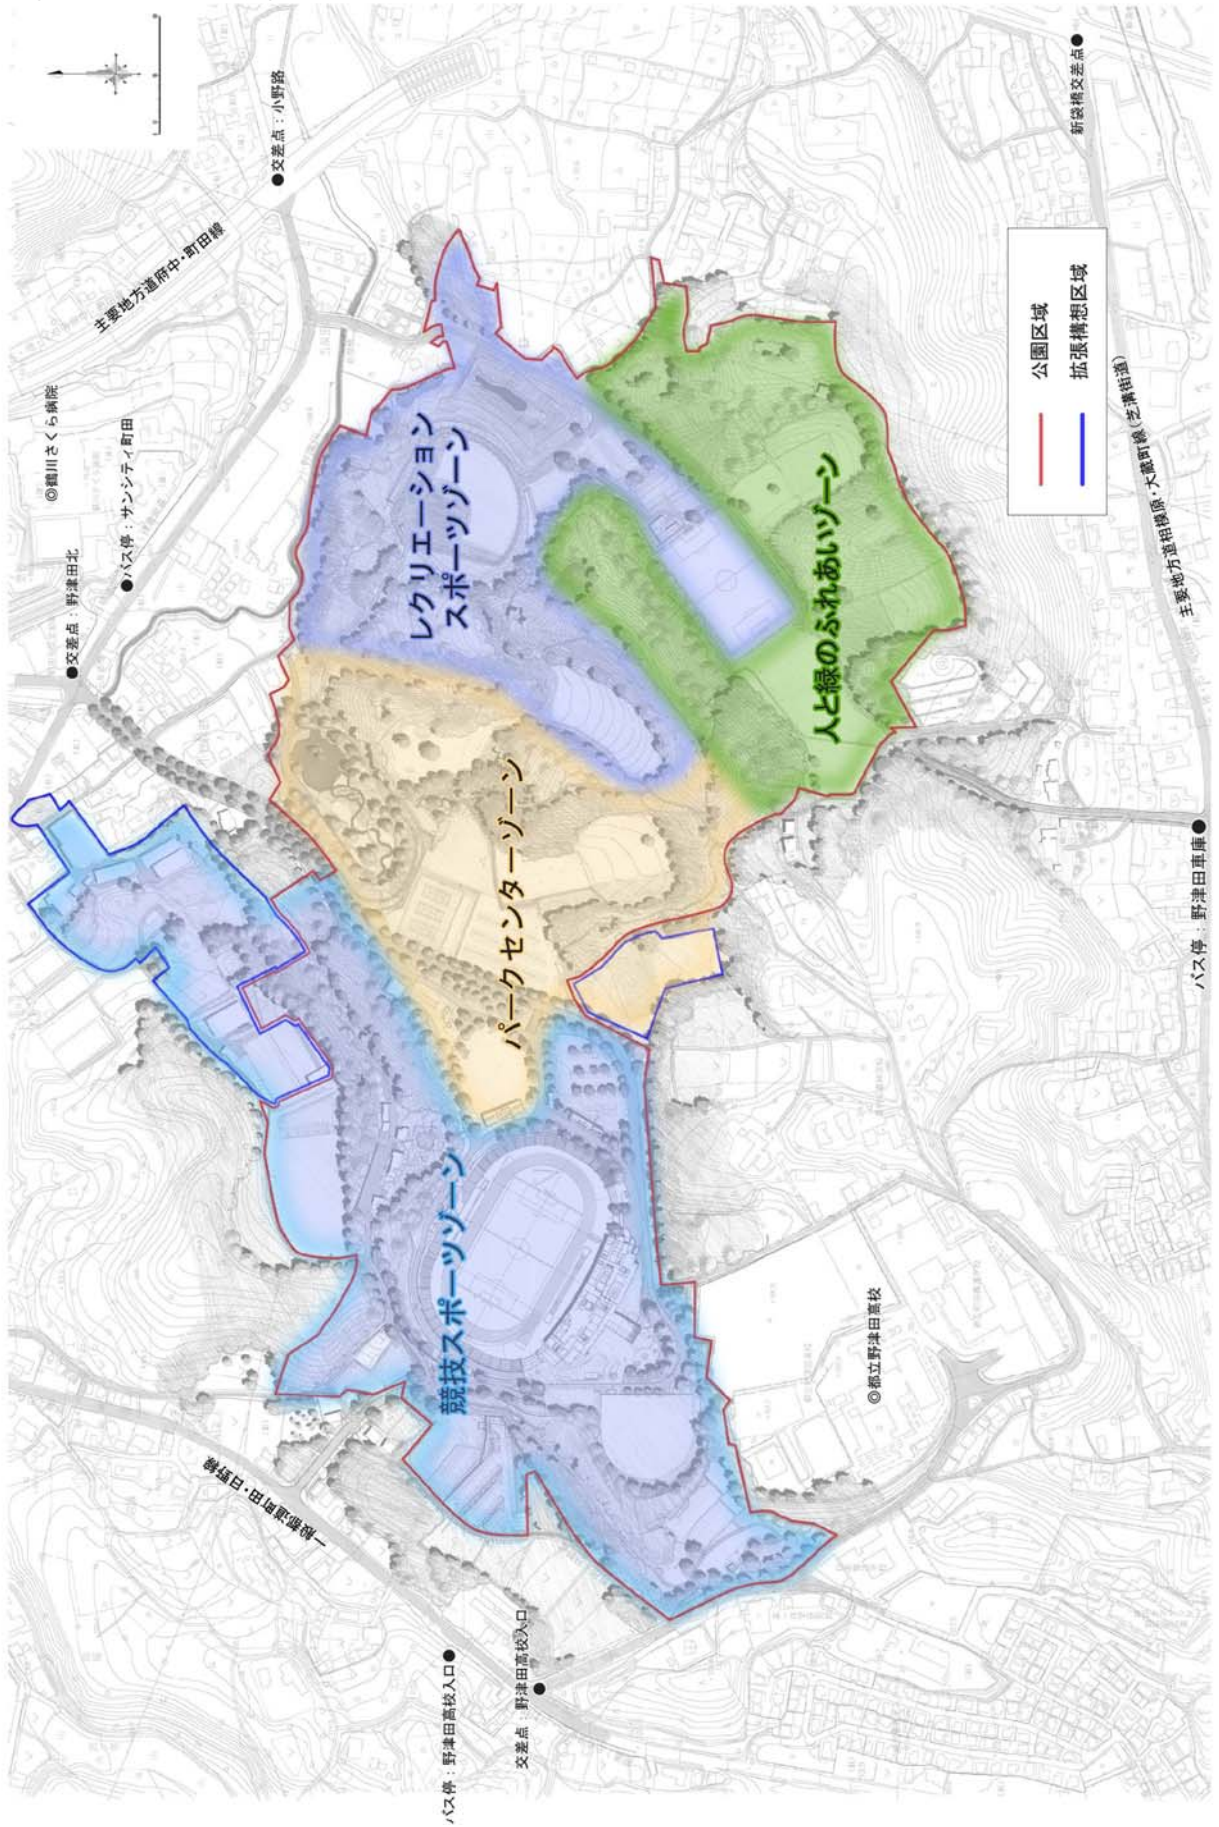 ◎鶴川さくら病院
●バス停：サンシティ町田
●交差点：野津田北
主要地方道府中・町田線
●交差点：小野路
一般都道町田・日野線
バス停：野津田高校入口●
交差点：野津田高校入口
競技スポーツゾーン
パークセンターゾーン
レクリエーション
スポーツゾーン
人と緑のふれあいゾーン
◎都立野津田高校
バス停：野津田車庫●
主要地方道相模原・大蔵町線(芝溝街道)
新袋橋交差点●
公園区域
拡張構想区域